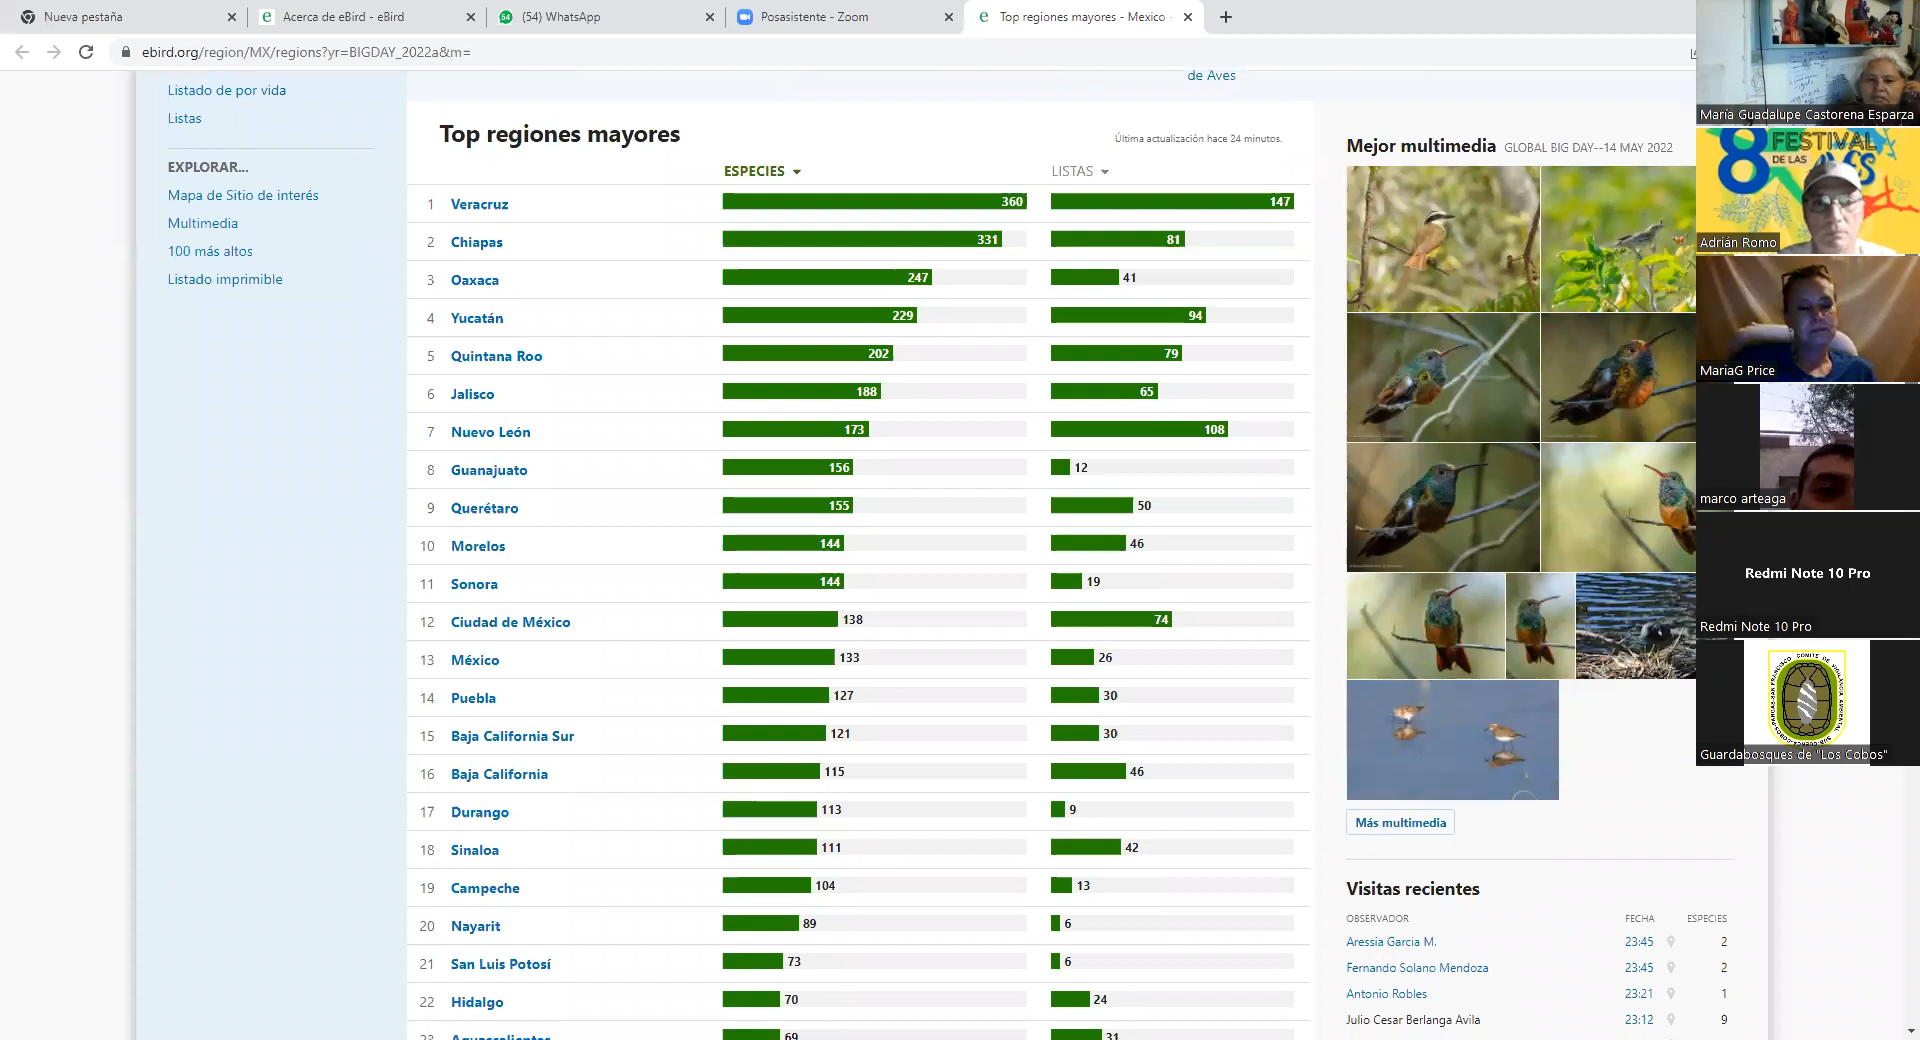 Nueva pestaña
Acerca de eBird - eBird
(54) WhatsApp
Posasistente - Zoom
Top regiones mayores - Mexico -
ebird.org/region/MX/regions?yr=BIGDAY_2022a&m=
Listado de por vida
Listas
EXPLORAR...
Mapa de Sitio de interés
Multimedia
100 más altos
Listado imprimible
de Aves
Top regiones mayores
Última actualización hace 24 minutos.
ESPECIES LISTAS
1 Veracruz 360 147
2 Chiapas 331 81
3 Oaxaca 247 41
4 Yucatán 229 94
5 Quintana Roo 202 79
6 Jalisco 188 65
7 Nuevo León 173 108
8 Guanajuato 156 12
9 Querétaro 155 50
10 Morelos 144 46
11 Sonora 144 19
12 Ciudad de México 138 74
13 México 133 26
14 Puebla 127 30
15 Baja California Sur 121 30
16 Baja California 115 46
17 Durango 113 9
18 Sinaloa 111 42
19 Campeche 104 13
20 Nayarit 89 6
21 San Luis Potosí 73 6
22 Hidalgo 70 24
23 Aguascalientes 69 31
Mejor multimedia GLOBAL BIG DAY--14 MAY 2022
Más multimedia
Visitas recientes
OBSERVADOR FECHA ESPECIES
Aressia Garcia M. 23:45 2
Fernando Solano Mendoza 23:45 2
Antonio Robles 23:21 1
Julio Cesar Berlanga Avila 23:12 9
María Guadalupe Castorena Esparza
8 FESTIVAL
DE LAS
Adrián Romo
MariaG Price
marco arteaga
Redmi Note 10 Pro
Redmi Note 10 Pro
COMITE DE VIGILANCIA AMBIENTAL
Guardabosques de "Los Cobos"